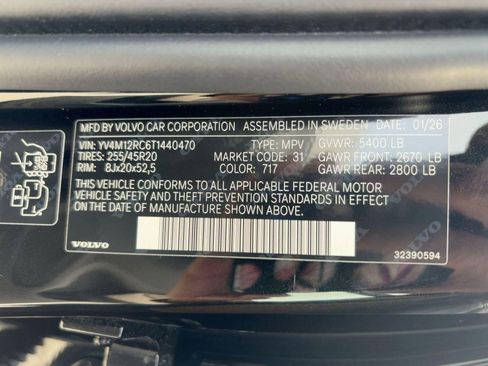 MFD BY VOLVO CAR CORPORATION ASSEMBLED IN SWEDEN 01/26
VIN: YV4M12RC6T1440470 TYPE: MPV GVWR: 5400 LB
TIRES: 255/45R20 MARKET CODE: 31 GAWR FRONT: 2670 LB
RIM: 8Jx20x52,5 COLOR: 717 GAWR REAR: 2800 LB
THIS VEHICLE CONFORMS TO ALL APPLICABLE FEDERAL MOTOR
VEHICLE SAFETY AND THEFT PREVENTION STANDARDS IN EFFECT
ON THE DATE OF MANUFACTURE SHOWN ABOVE.
VOLVO 32390594